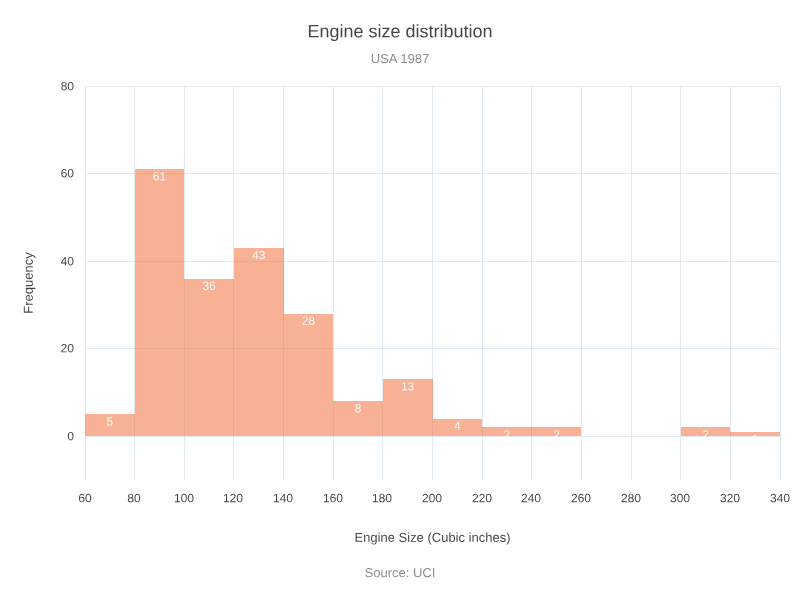 Engine size distribution
USA 1987
80
60
40
20
0
Frequency
5
61
36
43
28
8
13
4
2
2
2
60 80 100 120 140 160 180 200 220 240 260 280 300 320 340
Engine Size (Cubic inches)
Source: UCI